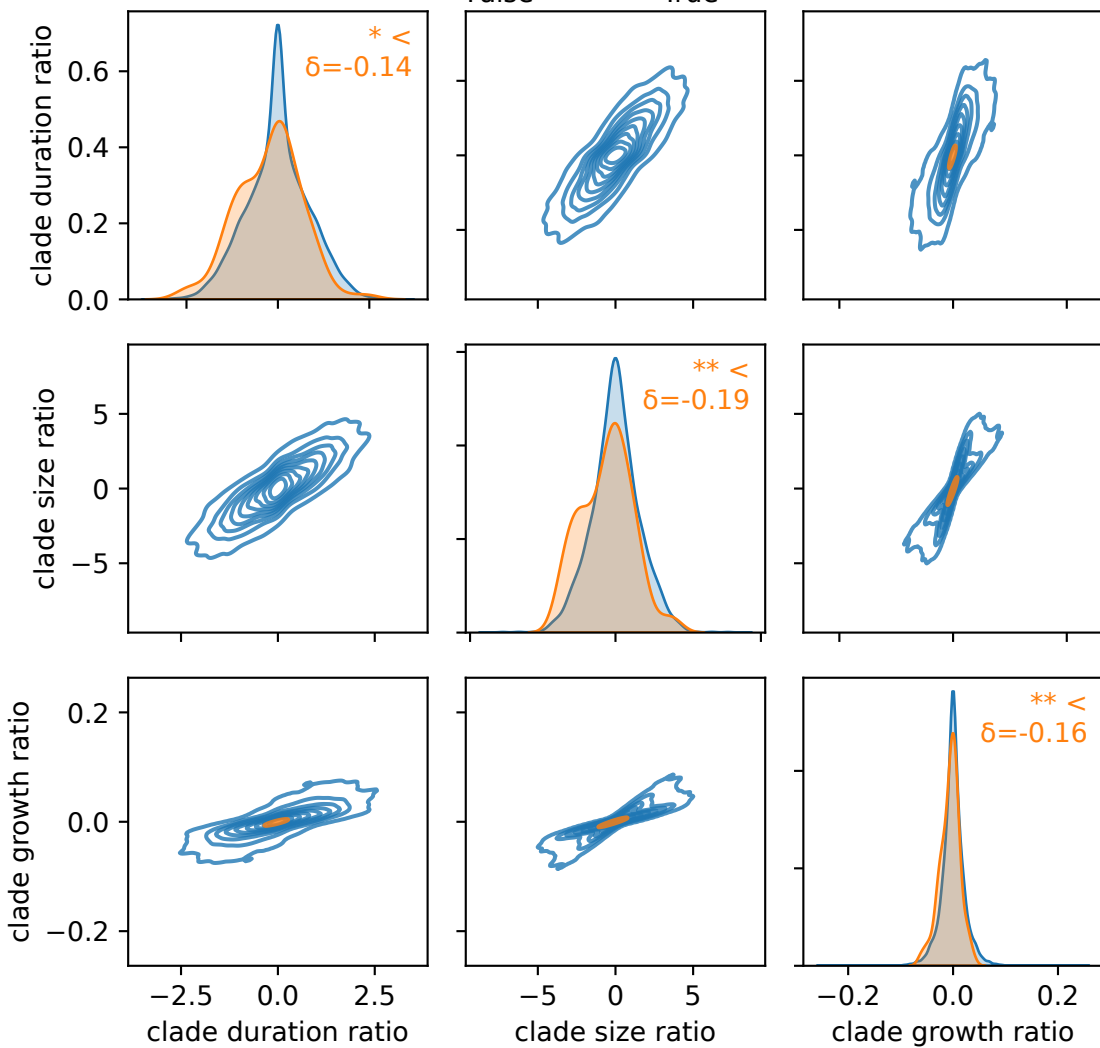 True
clade duration ratio
0.6
0.4
0.2
0.0
* <
δ=-0.14
clade size ratio
5
0
−5
** <
δ=-0.19
clade growth ratio
0.2
0.0
−0.2
** <
δ=-0.16
−2.5 0.0 2.5
clade duration ratio
−5 0 5
clade size ratio
−0.2 0.0 0.2
clade growth ratio